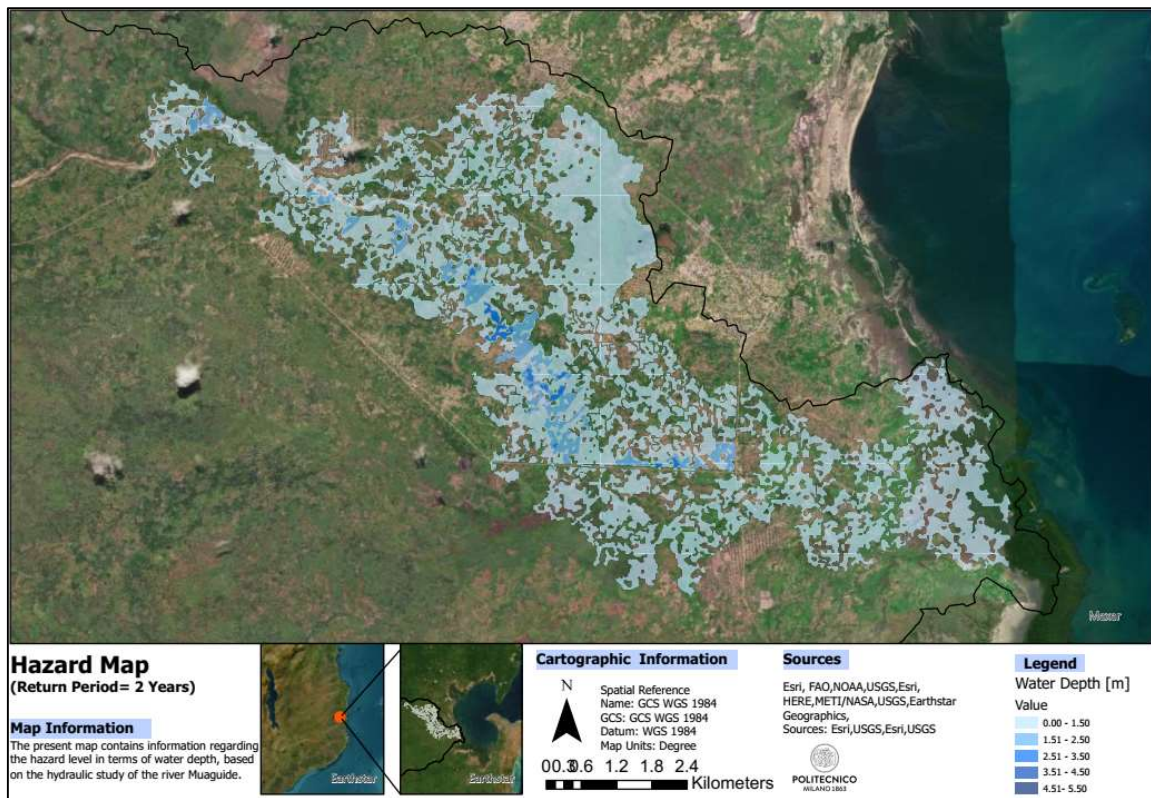 Maxar
Hazard Map
(Return Period= 2 Years)
Map Information
The present map contains information regarding
the hazard level in terms of water depth, based
on the hydraulic study of the river Muaguide.
Earthstar
Earthstar
Cartographic Information
N
Spatial Reference
Name: GCS WGS 1984
GCS: GCS WGS 1984
Datum: WGS 1984
Map Units: Degree
0 0.3 0.6 1.2 1.8 2.4
Kilometers
Sources
Esri, FAO,NOAA,USGS,Esri,
HERE,METI/NASA,USGS,Earthstar
Geographics,
Sources: Esri,USGS,Esri,USGS
POLITECNICO
MILANO 1863
Legend
Water Depth [m]
Value
0.00 - 1.50
1.51 - 2.50
2.51 - 3.50
3.51 - 4.50
4.51- 5.50